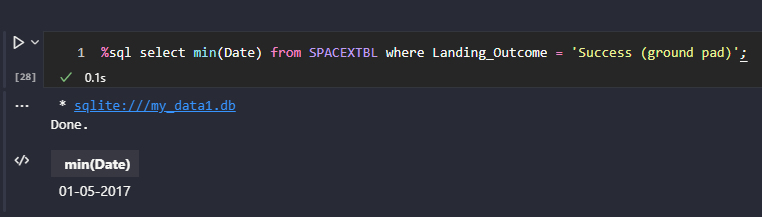 1 %sql select min(Date) from SPACEXTBL where Landing_Outcome = 'Success (ground pad)';
[28] 0.1s
... * sqlite:///my_data1.db
Done.
</> min(Date)
01-05-2017